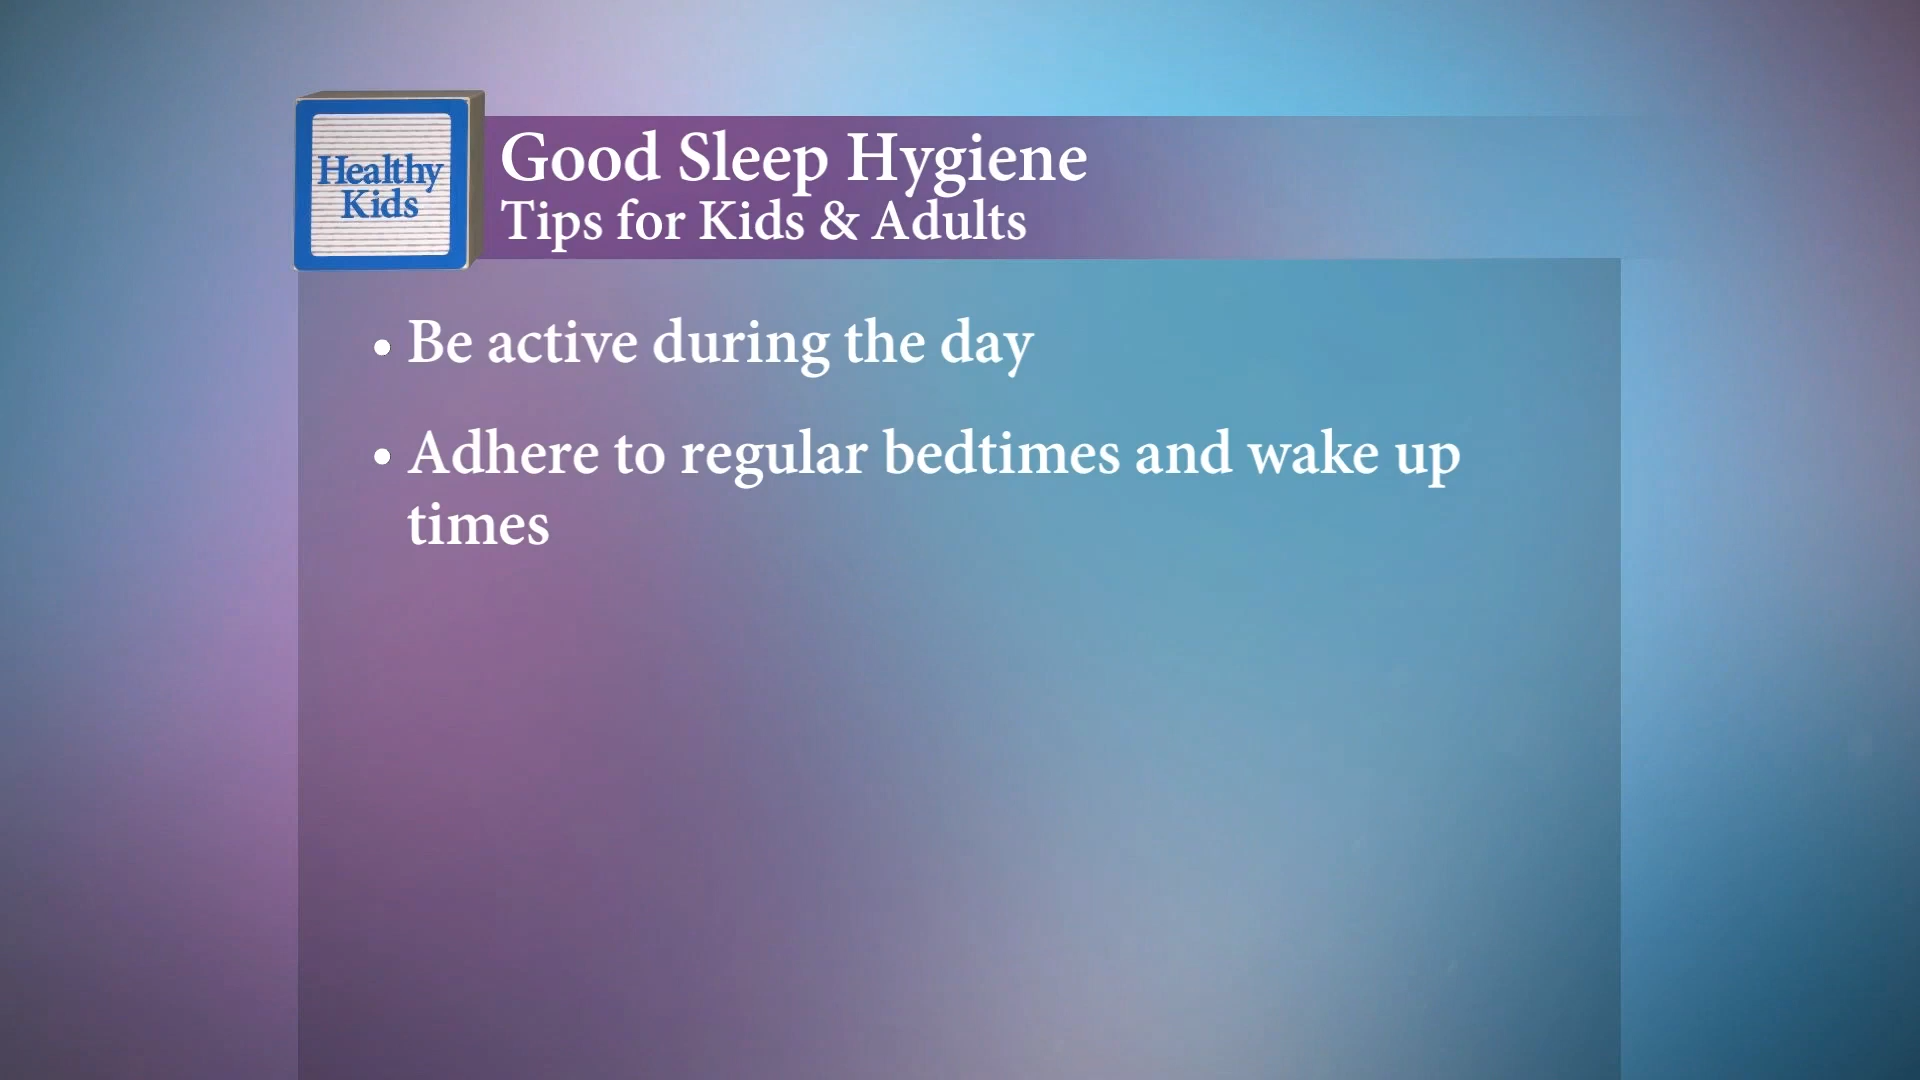 Healthy
Kids
Good Sleep Hygiene
Tips for Kids & Adults
• Be active during the day
• Adhere to regular bedtimes and wake up
times